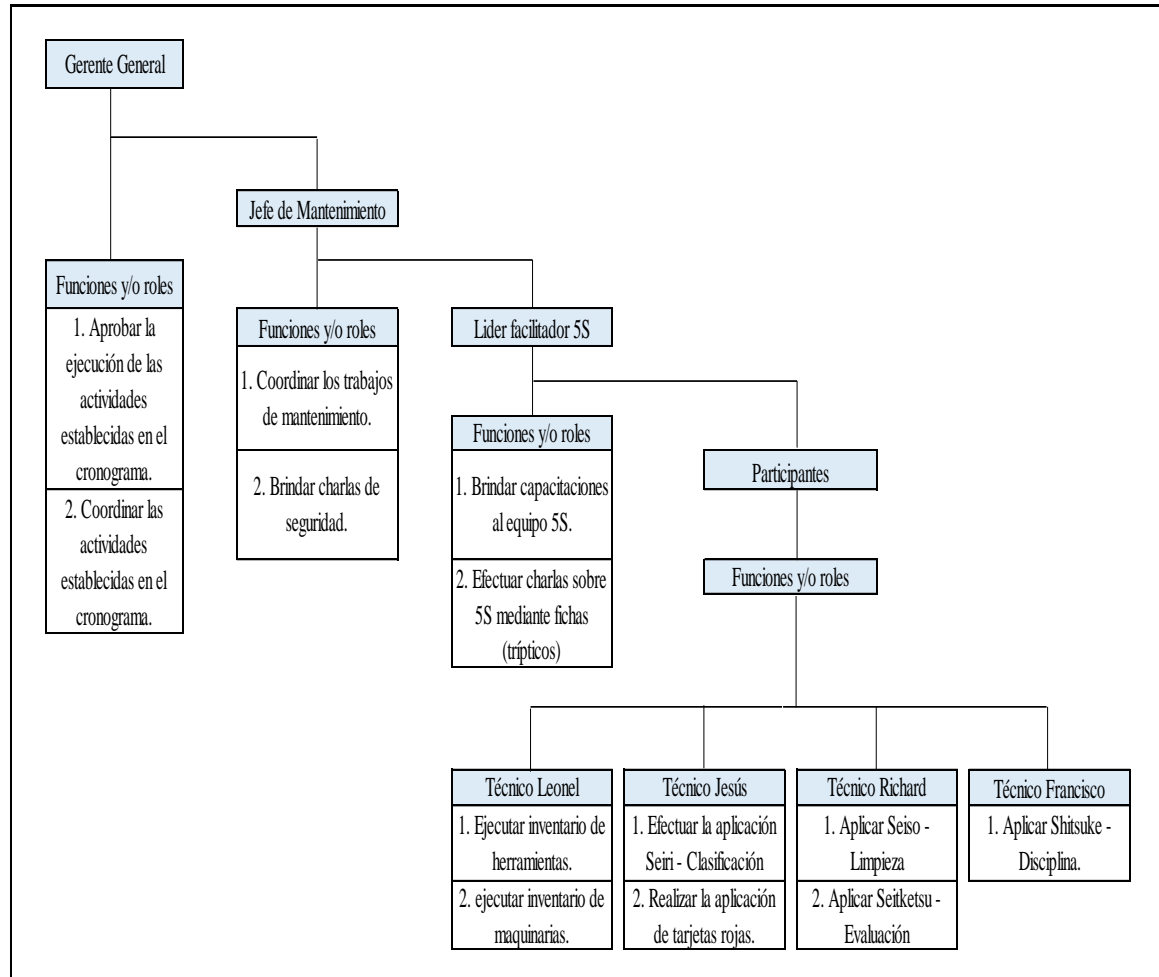 Gerente General
Jefe de Mantenimiento
Funciones y/o roles
1. Aprobar la
ejecución de las
actividades
establecidas en el
cronograma.
2. Coordinar las
actividades
establecidas en el
cronograma.
Funciones y/o roles
1. Coordinar los trabajos
de mantenimiento.
2. Brindar charlas de
seguridad.
Lider facilitador 5S
Funciones y/o roles
1. Brindar capacitaciones
al equipo 5S.
2. Efectuar charlas sobre
5S mediante fichas
(trípticos)
Participantes
Funciones y/o roles
Técnico Leonel
1. Ejecutar inventario de
herramientas.
2. ejecutar inventario de
maquinarias.
Técnico Jesús
1. Efectuar la aplicación
Seiri - Clasificación
2. Realizar la aplicación
de tarjetas rojas.
Técnico Richard
1. Aplicar Seiso -
Limpieza
2. Aplicar Seitketsu -
Evaluación
Técnico Francisco
1. Aplicar Shitsuke -
Disciplina.